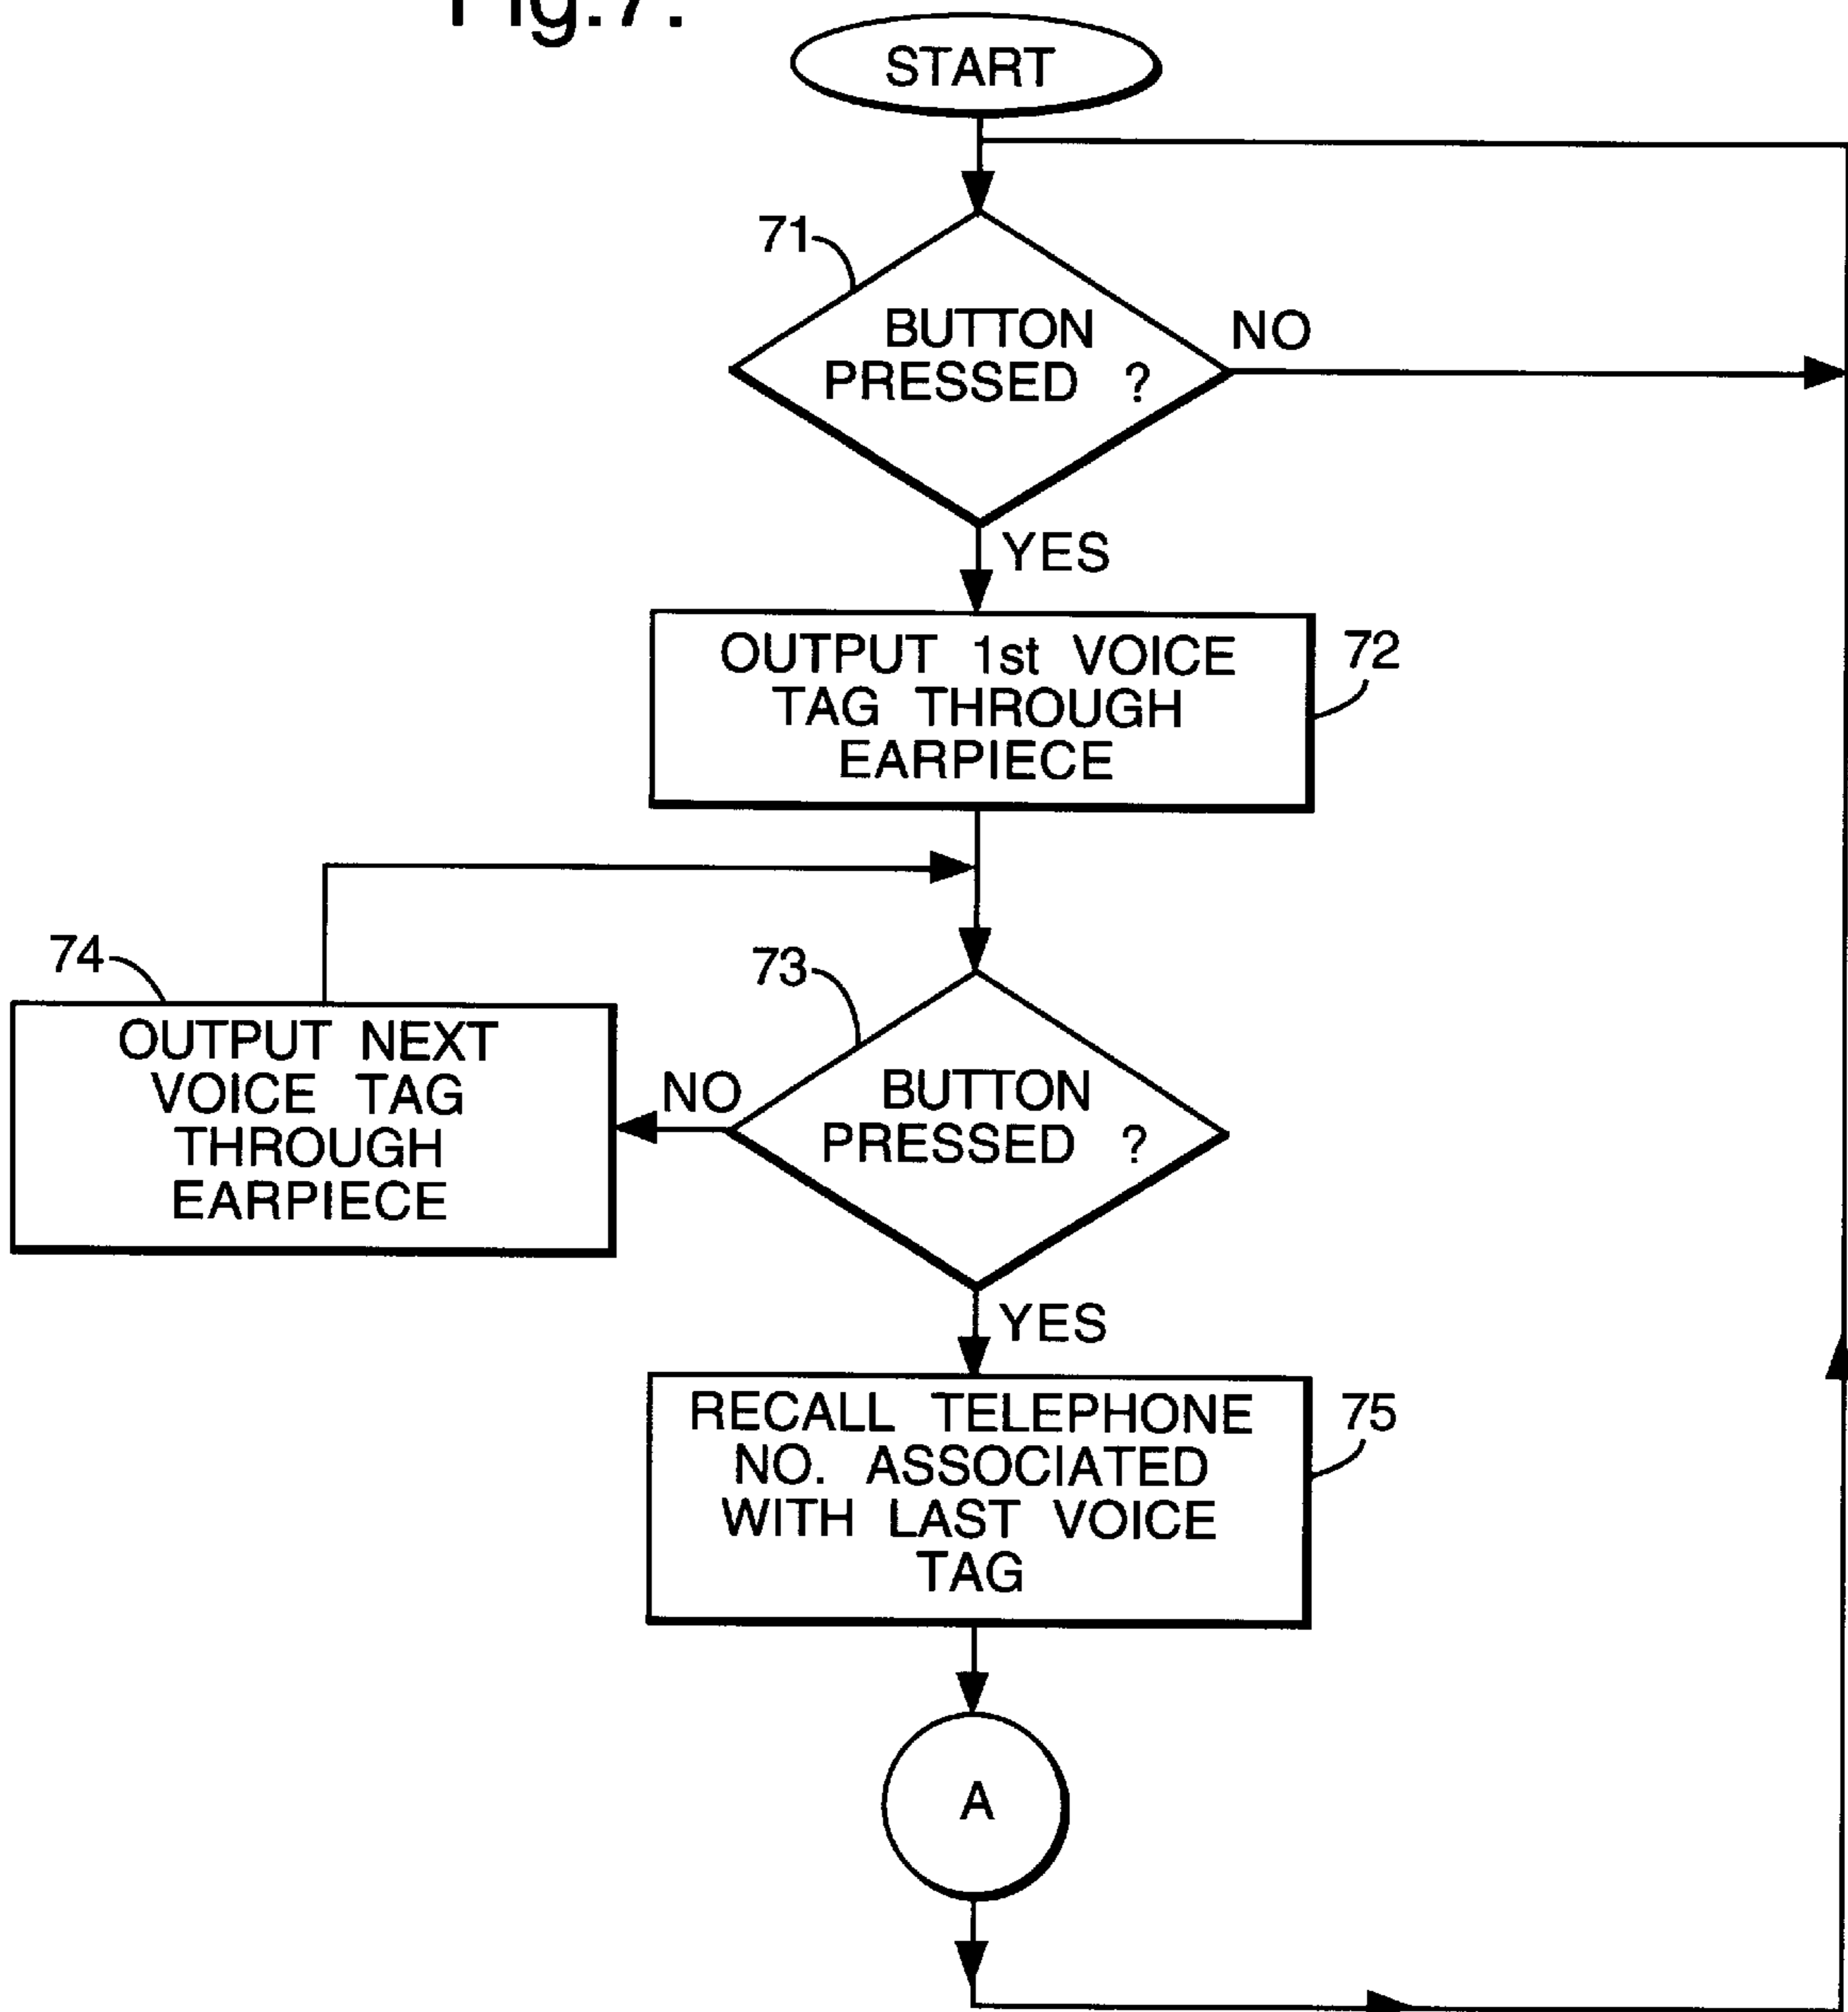 Fig.7.
START
71
BUTTON
PRESSED ?
NO
YES
OUTPUT 1st VOICE
TAG THROUGH
EARPIECE
72
74
73
OUTPUT NEXT
VOICE TAG
THROUGH
EARPIECE
NO
BUTTON
PRESSED ?
YES
RECALL TELEPHONE
NO. ASSOCIATED
WITH LAST VOICE
TAG
75
A